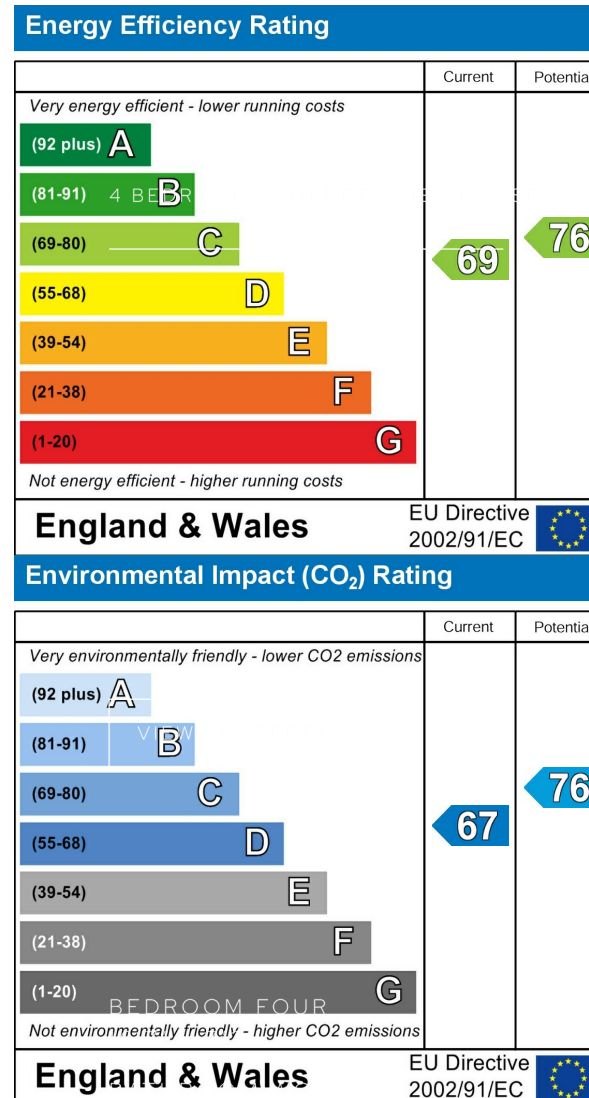 Energy Efficiency Rating
Current
Very energy efficient - lower running costs
(92 plus) A
(81-91) B
4
(69-80) C
76
69
(55-68) D
(39-54) E
(21-38) F
(1-20) G
Not energy efficient - higher running costs
England & Wales
EU Directive
2002/91/EC
Environmental Impact (CO₂) Rating
Current
Very environmentally friendly - lower CO2 emissions
(92 plus) A
(81-91) B
(69-80) C
76
(55-68) D
67
(39-54) E
(21-38) F
(1-20) G
BEDROOM FOUR
Not environmentally friendly - higher CO2 emissions
England & Wales
EU Directive
2002/91/EC